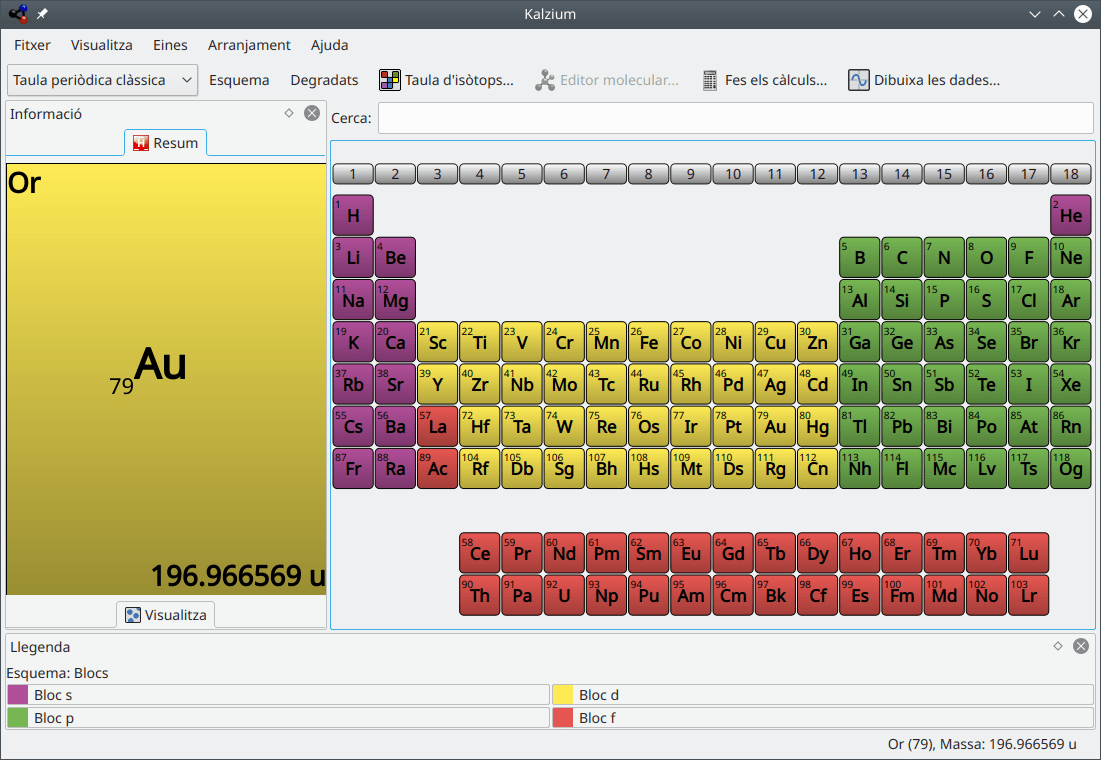 Kalzium
Fitxer Visualitza Eines Arranjament Ajuda
Taula periòdica clàssica Esquema Degradats Taula d'isòtops... Editor molecular... Fes els càlculs... Dibuixa les dades...
Informació
Resum
Or
79Au
196.966569 u
Visualitza
Cerca:
1 2 3 4 5 6 7 8 9 10 11 12 13 14 15 16 17 18
1 H 2 He
3 Li 4 Be 5 B 6 C 7 N 8 O 9 F 10 Ne
11 Na 12 Mg 13 Al 14 Si 15 P 16 S 17 Cl 18 Ar
19 K 20 Ca 21 Sc 22 Ti 23 V 24 Cr 25 Mn 26 Fe 27 Co 28 Ni 29 Cu 30 Zn 31 Ga 32 Ge 33 As 34 Se 35 Br 36 Kr
37 Rb 38 Sr 39 Y 40 Zr 41 Nb 42 Mo 43 Tc 44 Ru 45 Rh 46 Pd 47 Ag 48 Cd 49 In 50 Sn 51 Sb 52 Te 53 I 54 Xe
55 Cs 56 Ba 57 La 72 Hf 73 Ta 74 W 75 Re 76 Os 77 Ir 78 Pt 79 Au 80 Hg 81 Tl 82 Pb 83 Bi 84 Po 85 At 86 Rn
87 Fr 88 Ra 89 Ac 104 Rf 105 Db 106 Sg 107 Bh 108 Hs 109 Mt 110 Ds 111 Rg 112 Cn 113 Nh 114 Fl 115 Mc 116 Lv 117 Ts 118 Og
58 Ce 59 Pr 60 Nd 61 Pm 62 Sm 63 Eu 64 Gd 65 Tb 66 Dy 67 Ho 68 Er 69 Tm 70 Yb 71 Lu
90 Th 91 Pa 92 U 93 Np 94 Pu 95 Am 96 Cm 97 Bk 98 Cf 99 Es 100 Fm 101 Md 102 No 103 Lr
Llegenda
Esquema: Blocs
Bloc s Bloc d
Bloc p Bloc f
Or (79), Massa: 196.966569 u